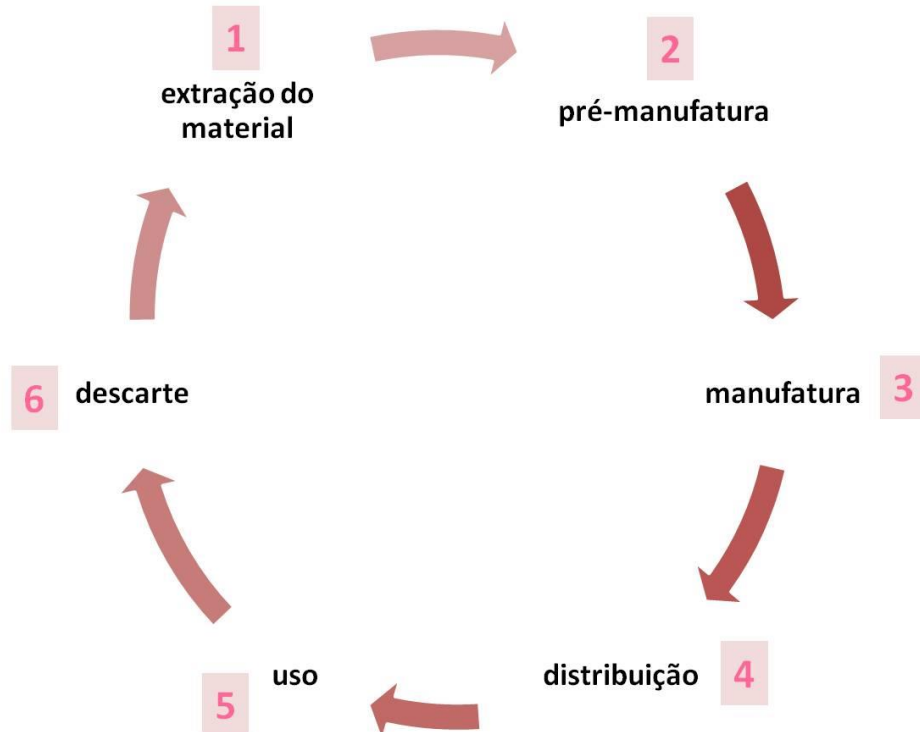 1
extração do
material
2
pré-manufatura
manufatura
3
distribuição
4
uso
5
6
descarte